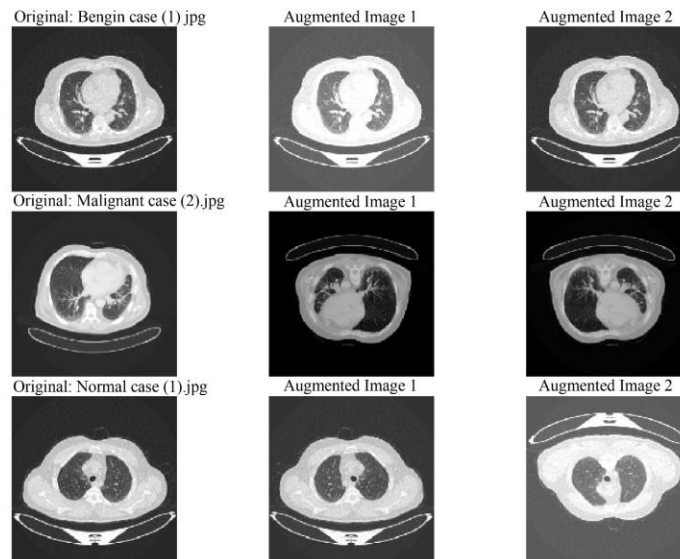 Original: Bengin case (1) jpg
Augmented Image 1
Augmented Image 2
Original: Malignant case (2).jpg
Augmented Image 1
Augmented Image 2
Original: Normal case (1).jpg
Augmented Image 1
Augmented Image 2